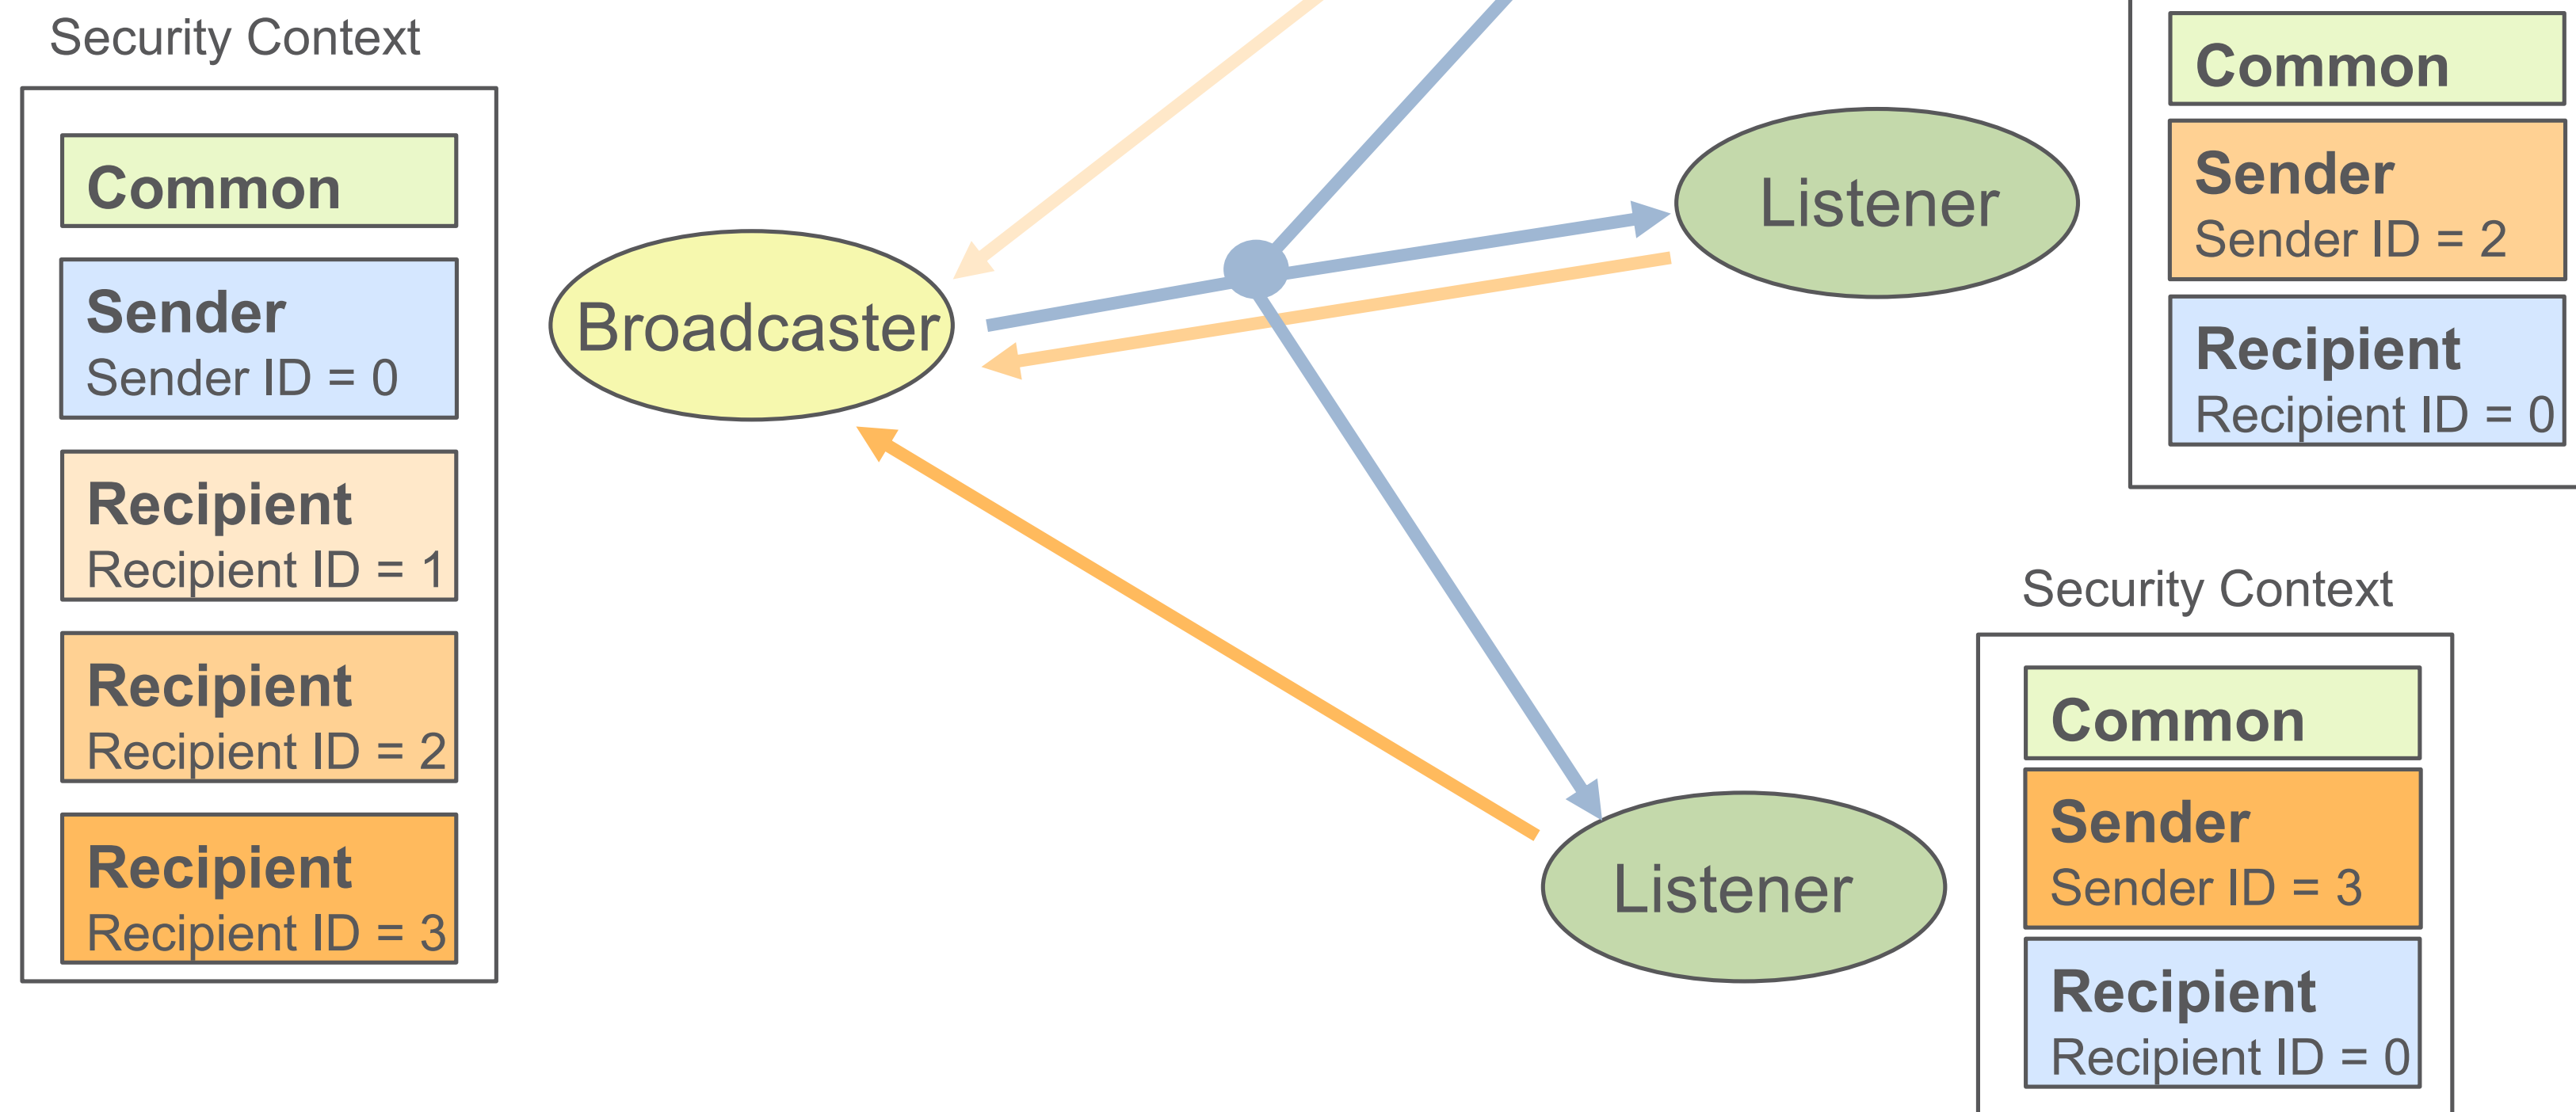 Security Context
Common
Sender
Sender ID = 0
Recipient
Recipient ID = 1
Recipient
Recipient ID = 2
Recipient
Recipient ID = 3
Broadcaster
Listener
Listener
Common
Sender
Sender ID = 2
Recipient
Recipient ID = 0
Security Context
Common
Sender
Sender ID = 3
Recipient
Recipient ID = 0